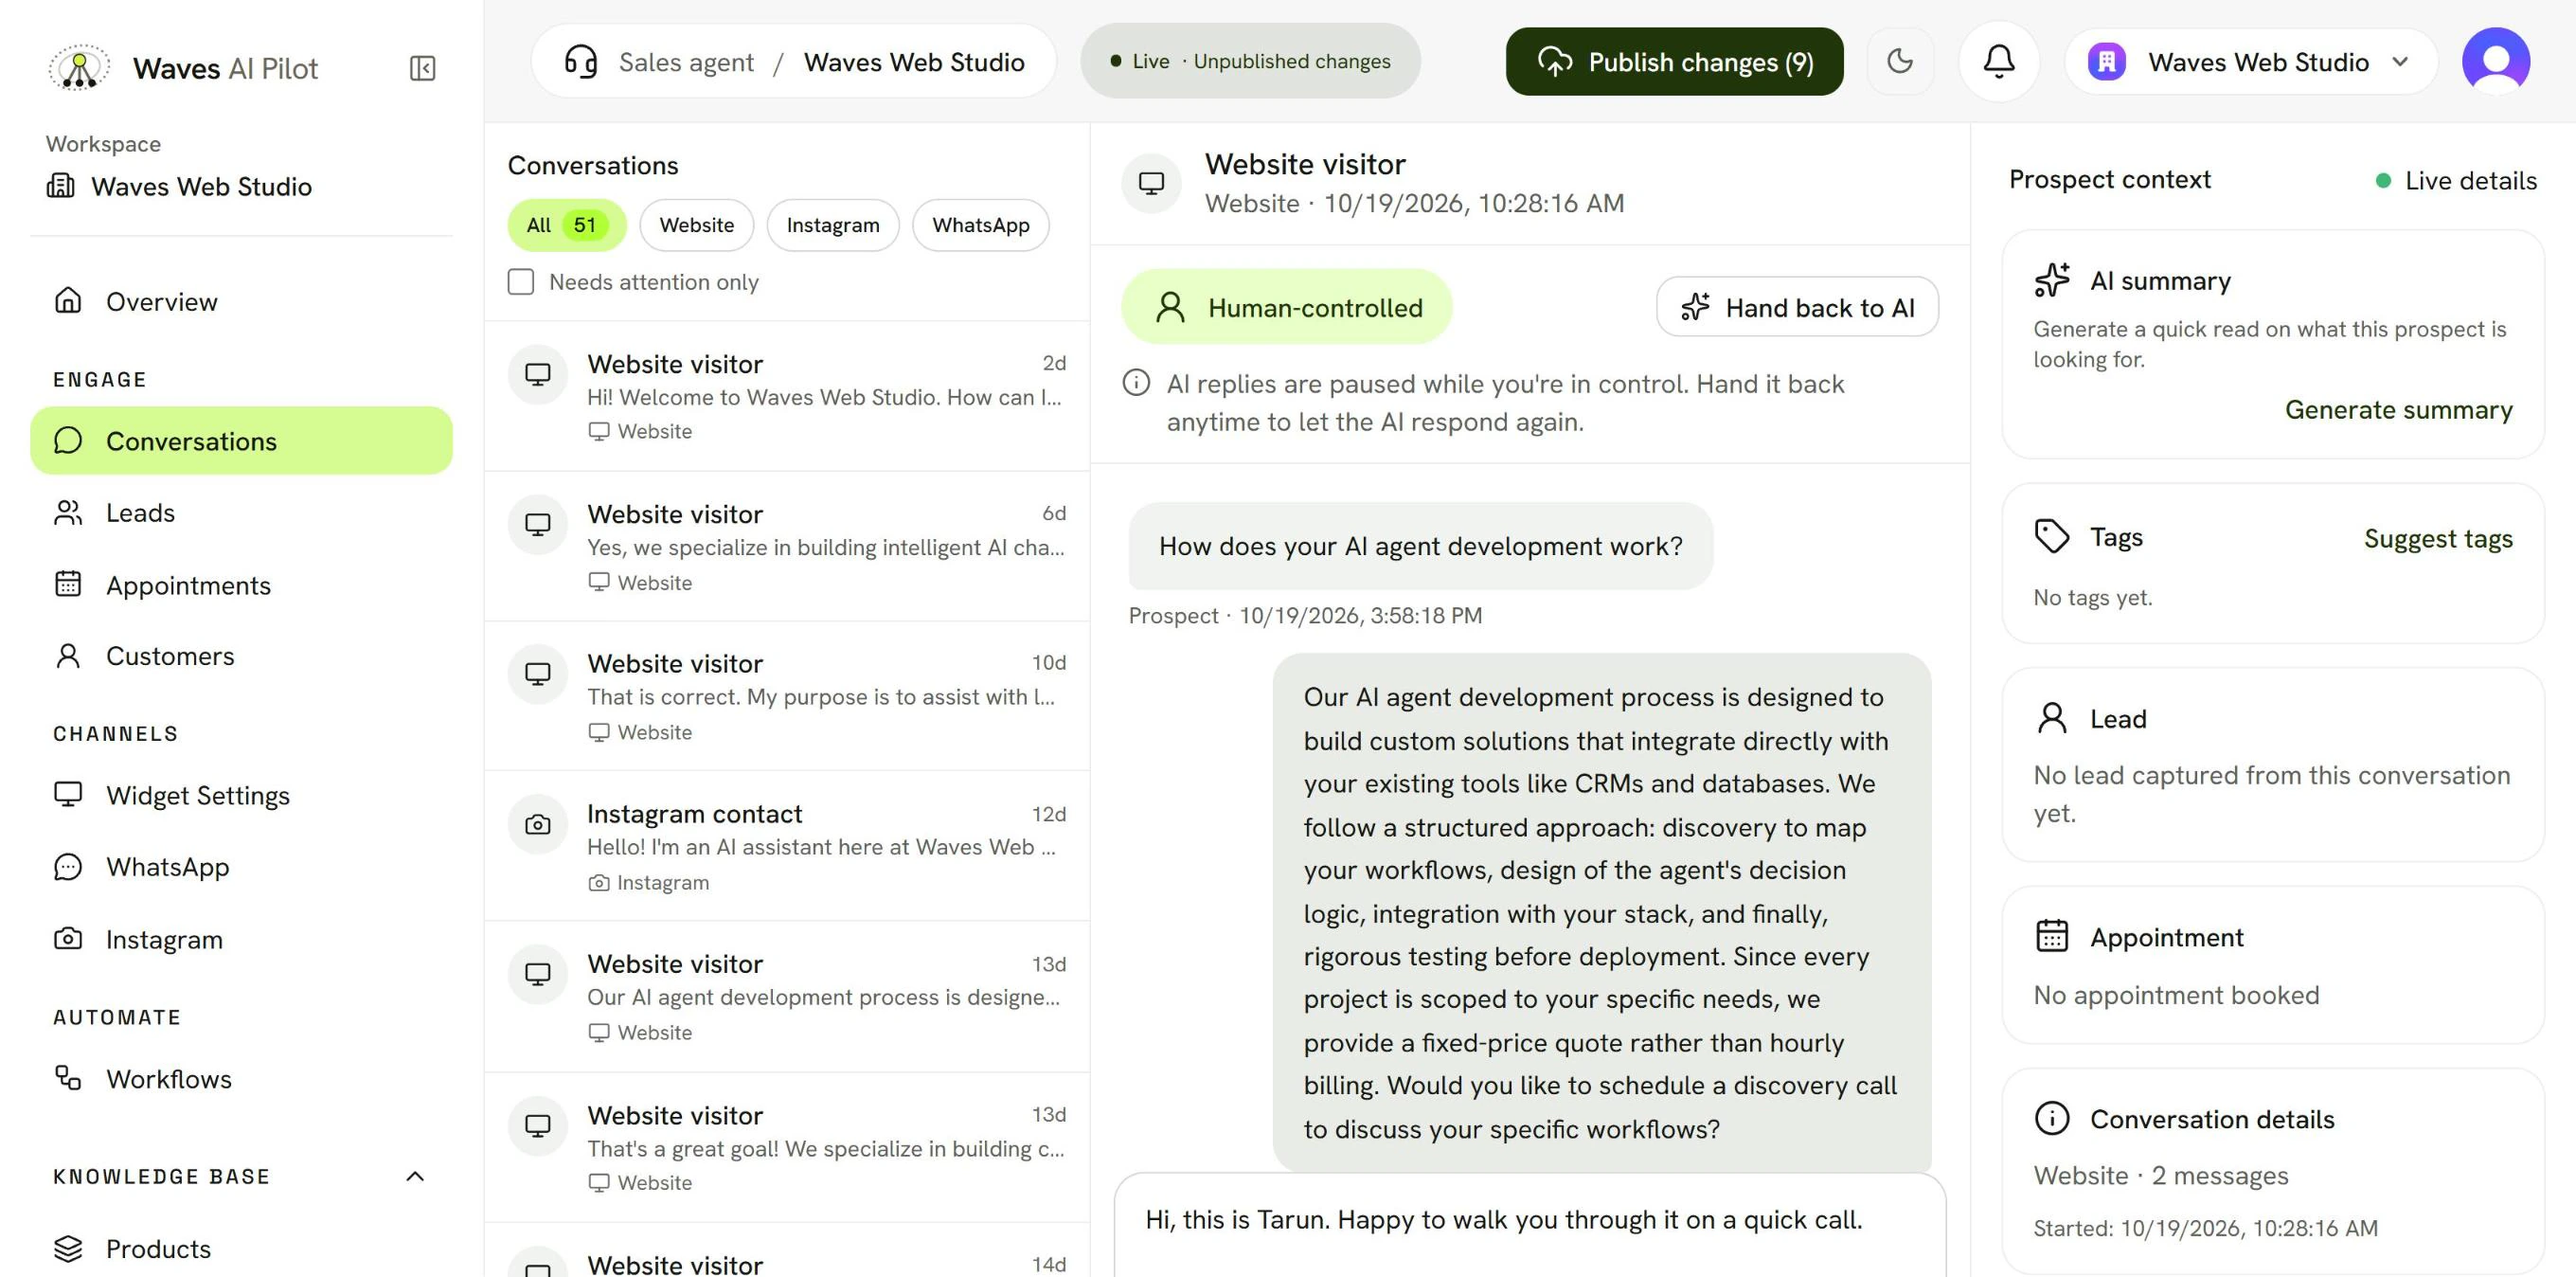 Waves AI Pilot
Workspace
Waves Web Studio
Overview
ENGAGE
Conversations
Leads
Appointments
Customers
CHANNELS
Widget Settings
WhatsApp
Instagram
AUTOMATE
Workflows
KNOWLEDGE BASE
Products
Sales agent / Waves Web Studio
Live · Unpublished changes
Publish changes (9)
Waves Web Studio
Conversations
All 51
Website
Instagram
WhatsApp
Needs attention only
Website visitor 2d
Hi! Welcome to Waves Web Studio. How can I...
Website
Website visitor 6d
Yes, we specialize in building intelligent AI cha...
Website
Website visitor 10d
That is correct. My purpose is to assist with l...
Website
Instagram contact 12d
Hello! I'm an AI assistant here at Waves Web ...
Instagram
Website visitor 13d
Our AI agent development process is designe...
Website
Website visitor 13d
That's a great goal! We specialize in building c...
Website
Website visitor 14d
Website visitor
Website · 10/19/2026, 10:28:16 AM
Human-controlled
Hand back to AI
AI replies are paused while you're in control. Hand it back
anytime to let the AI respond again.
How does your AI agent development work?
Prospect · 10/19/2026, 3:58:18 PM
Our AI agent development process is designed to
build custom solutions that integrate directly with
your existing tools like CRMs and databases. We
follow a structured approach: discovery to map
your workflows, design of the agent's decision
logic, integration with your stack, and finally,
rigorous testing before deployment. Since every
project is scoped to your specific needs, we
provide a fixed-price quote rather than hourly
billing. Would you like to schedule a discovery call
to discuss your specific workflows?
Hi, this is Tarun. Happy to walk you through it on a quick call.
Prospect context
Live details
AI summary
Generate a quick read on what this prospect is
looking for.
Generate summary
Tags
Suggest tags
No tags yet.
Lead
No lead captured from this conversation
yet.
Appointment
No appointment booked
Conversation details
Website · 2 messages
Started: 10/19/2026, 10:28:16 AM